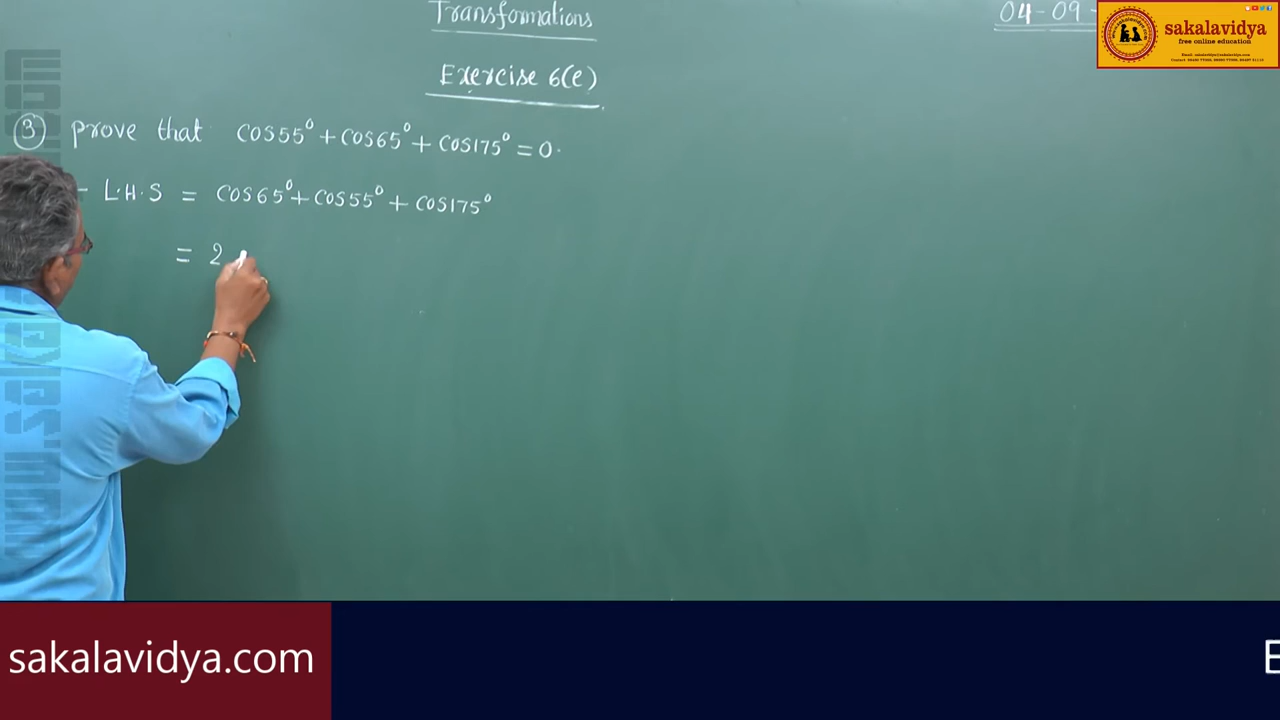 Transformations
04-09-
sakalavidya
free online education
Exercise 6(e)
③ prove that cos55° + cos65° + cos175° = 0.
- L.H.S = cos65° + cos55° + cos175°
= 2
sakalavidya.com
E